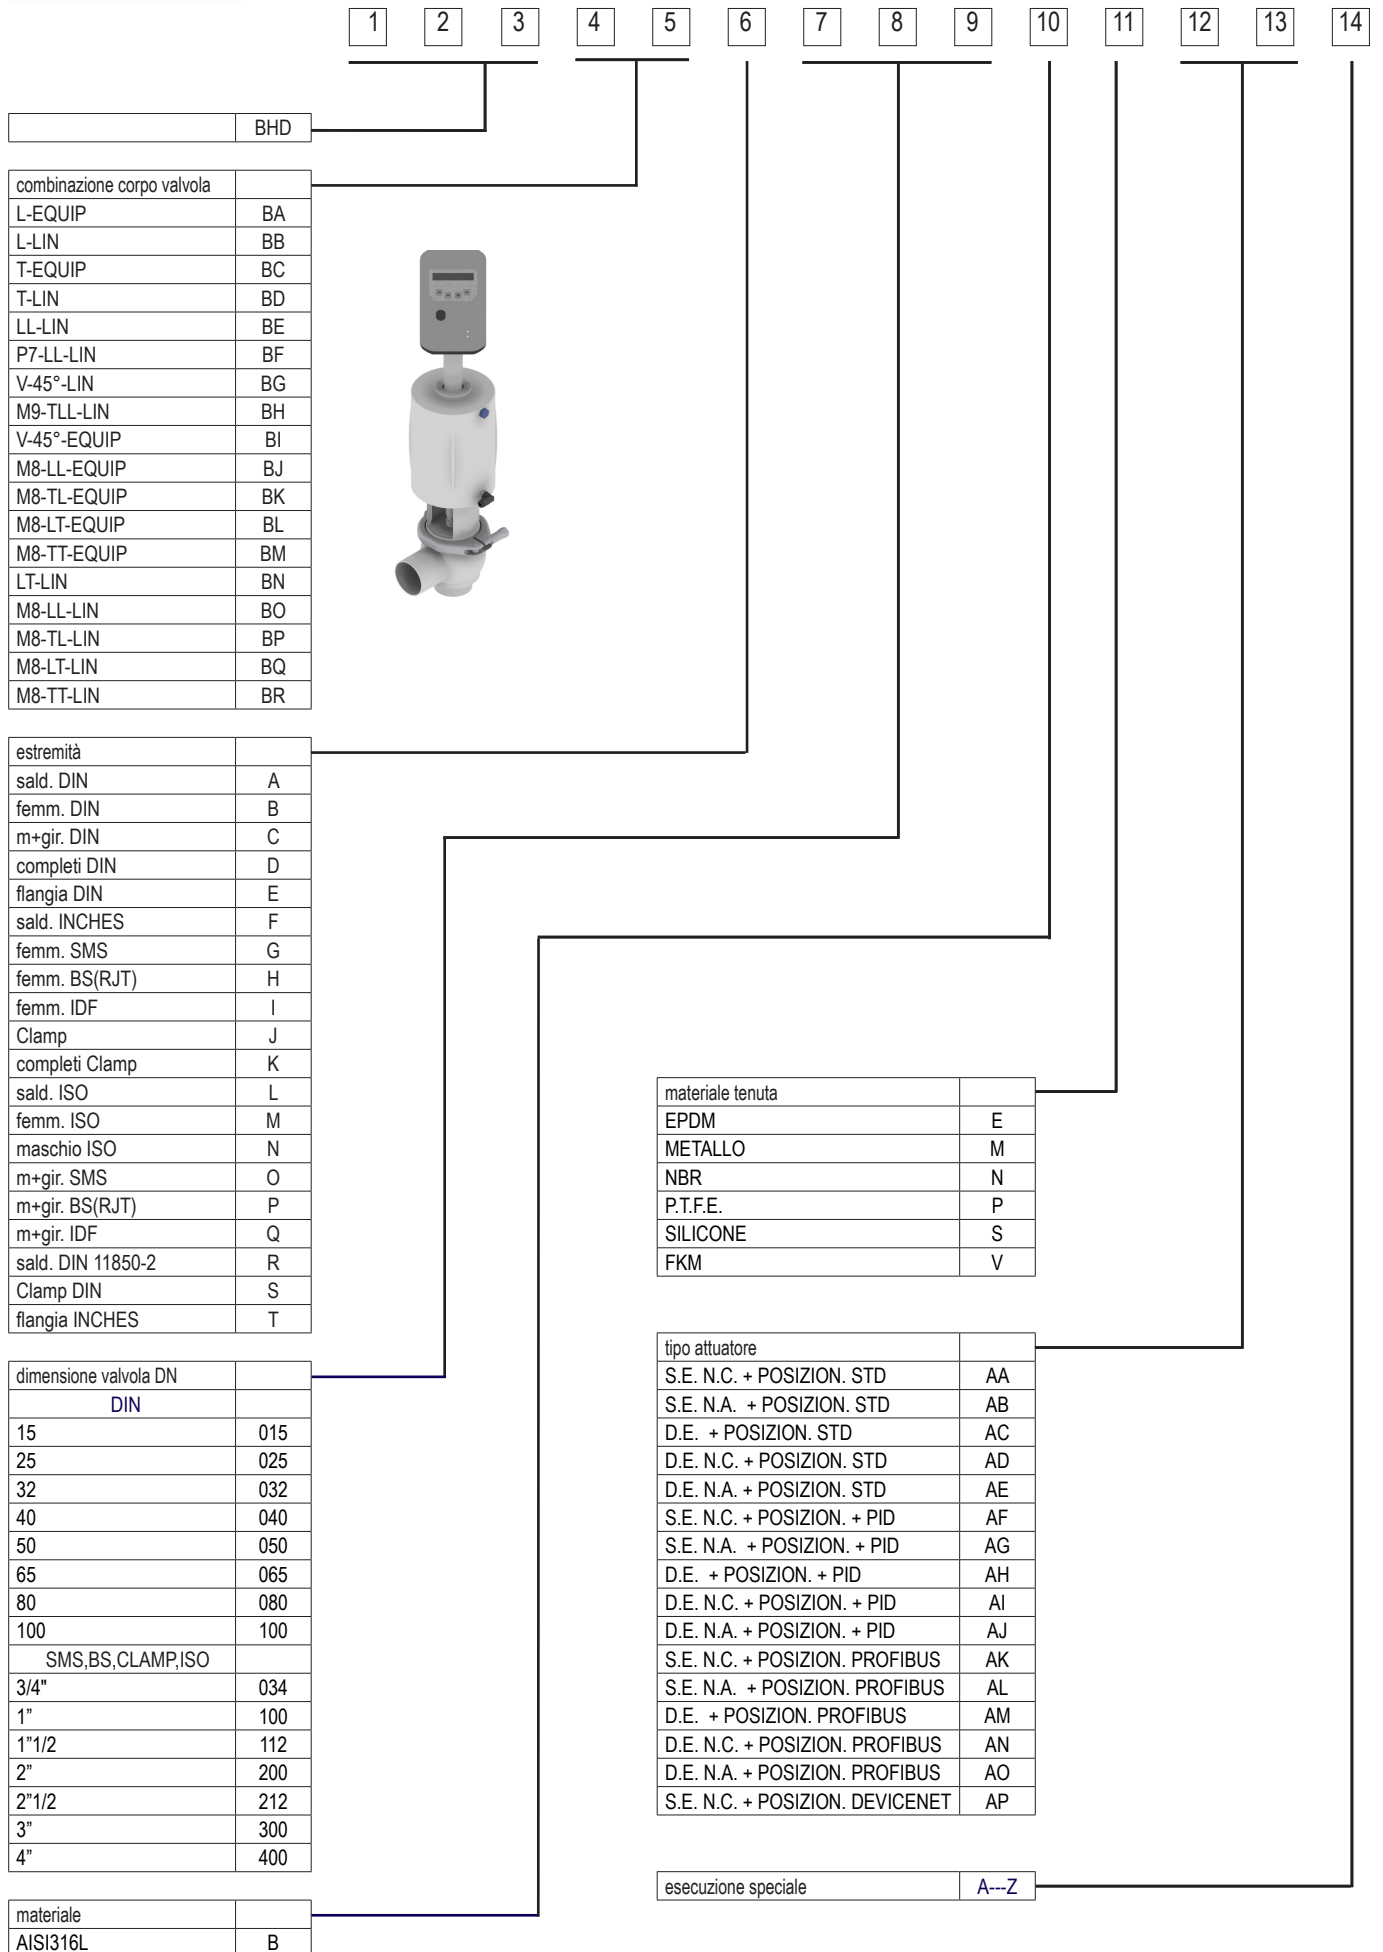 1 2 3 4 5 6 7 8 9 10 11 12 13 14
BHD
combinazione corpo valvola
L-EQUIP BA
L-LIN BB
T-EQUIP BC
T-LIN BD
LL-LIN BE
P7-LL-LIN BF
V-45°-LIN BG
M9-TLL-LIN BH
V-45°-EQUIP BI
M8-LL-EQUIP BJ
M8-TL-EQUIP BK
M8-LT-EQUIP BL
M8-TT-EQUIP BM
LT-LIN BN
M8-LL-LIN BO
M8-TL-LIN BP
M8-LT-LIN BQ
M8-TT-LIN BR
estremità
sald. DIN A
femm. DIN B
m+gir. DIN C
completi DIN D
flangia DIN E
sald. INCHES F
femm. SMS G
femm. BS(RJT) H
femm. IDF I
Clamp J
completi Clamp K
sald. ISO L
femm. ISO M
maschio ISO N
m+gir. SMS O
m+gir. BS(RJT) P
m+gir. IDF Q
sald. DIN 11850-2 R
Clamp DIN S
flangia INCHES T
dimensione valvola DN
DIN
15 015
25 025
32 032
40 040
50 050
65 065
80 080
100 100
SMS,BS,CLAMP,ISO
3/4" 034
1” 100
1”1/2 112
2” 200
2”1/2 212
3” 300
4” 400
materiale
AISI316L B
materiale tenuta
EPDM E
METALLO M
NBR N
P.T.F.E. P
SILICONE S
FKM V
tipo attuatore
S.E. N.C. + POSIZION. STD AA
S.E. N.A. + POSIZION. STD AB
D.E. + POSIZION. STD AC
D.E. N.C. + POSIZION. STD AD
D.E. N.A. + POSIZION. STD AE
S.E. N.C. + POSIZION. + PID AF
S.E. N.A. + POSIZION. + PID AG
D.E. + POSIZION. + PID AH
D.E. N.C. + POSIZION. + PID AI
D.E. N.A. + POSIZION. + PID AJ
S.E. N.C. + POSIZION. PROFIBUS AK
S.E. N.A. + POSIZION. PROFIBUS AL
D.E. + POSIZION. PROFIBUS AM
D.E. N.C. + POSIZION. PROFIBUS AN
D.E. N.A. + POSIZION. PROFIBUS AO
S.E. N.C. + POSIZION. DEVICENET AP
esecuzione speciale A---Z